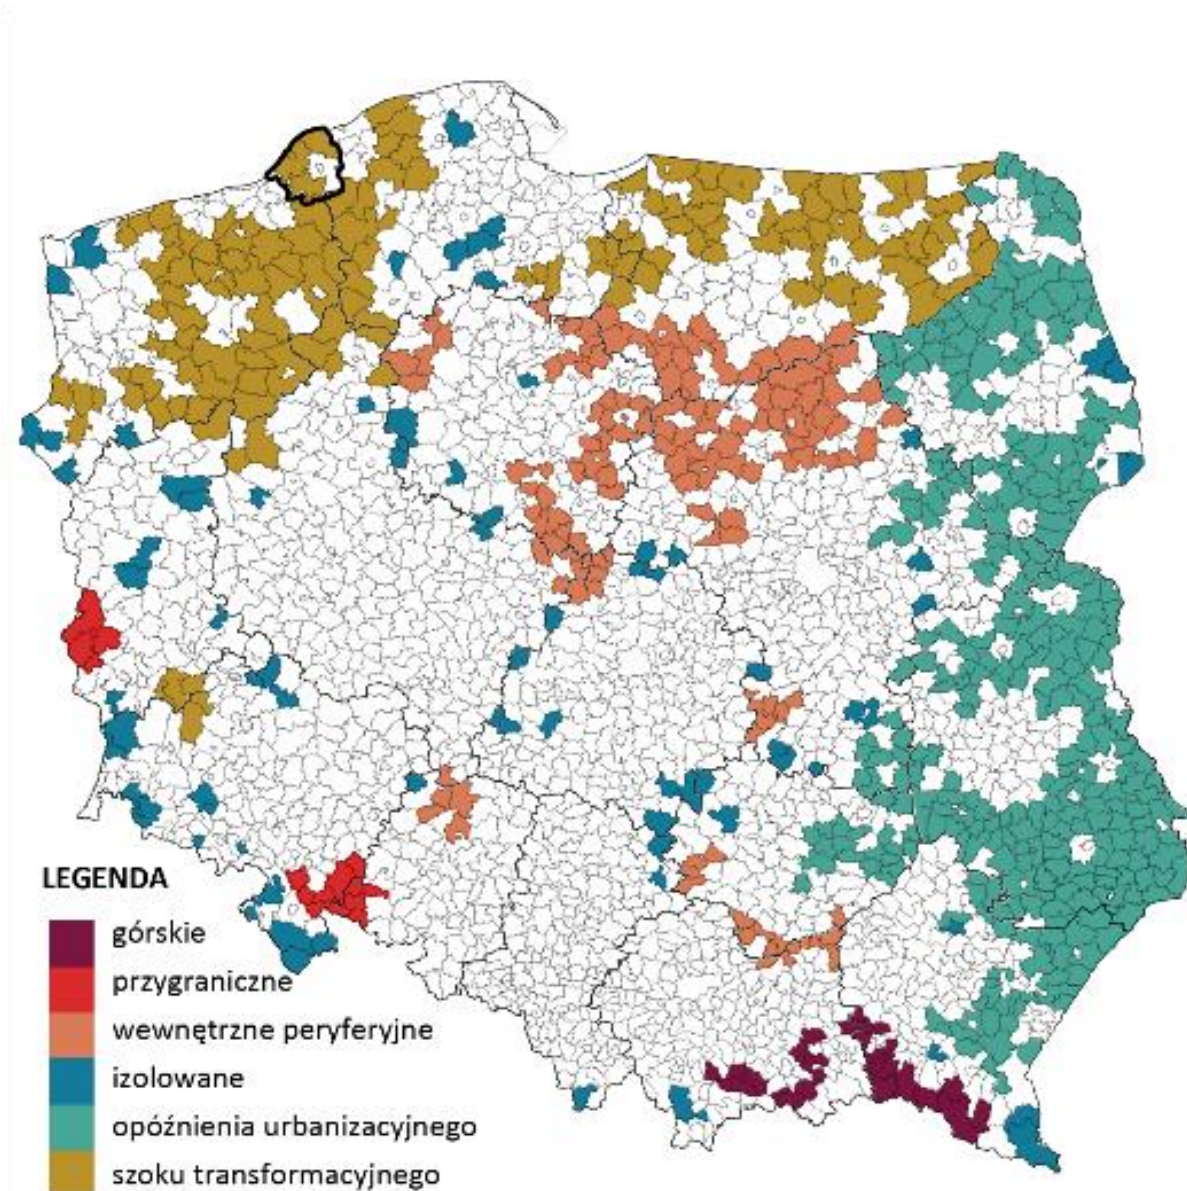 LEGENDA
górskie
przygraniczne
wewnętrzne peryferyjne
izolowane
opóźnienia urbanizacyjnego
szoku transformacyjnego